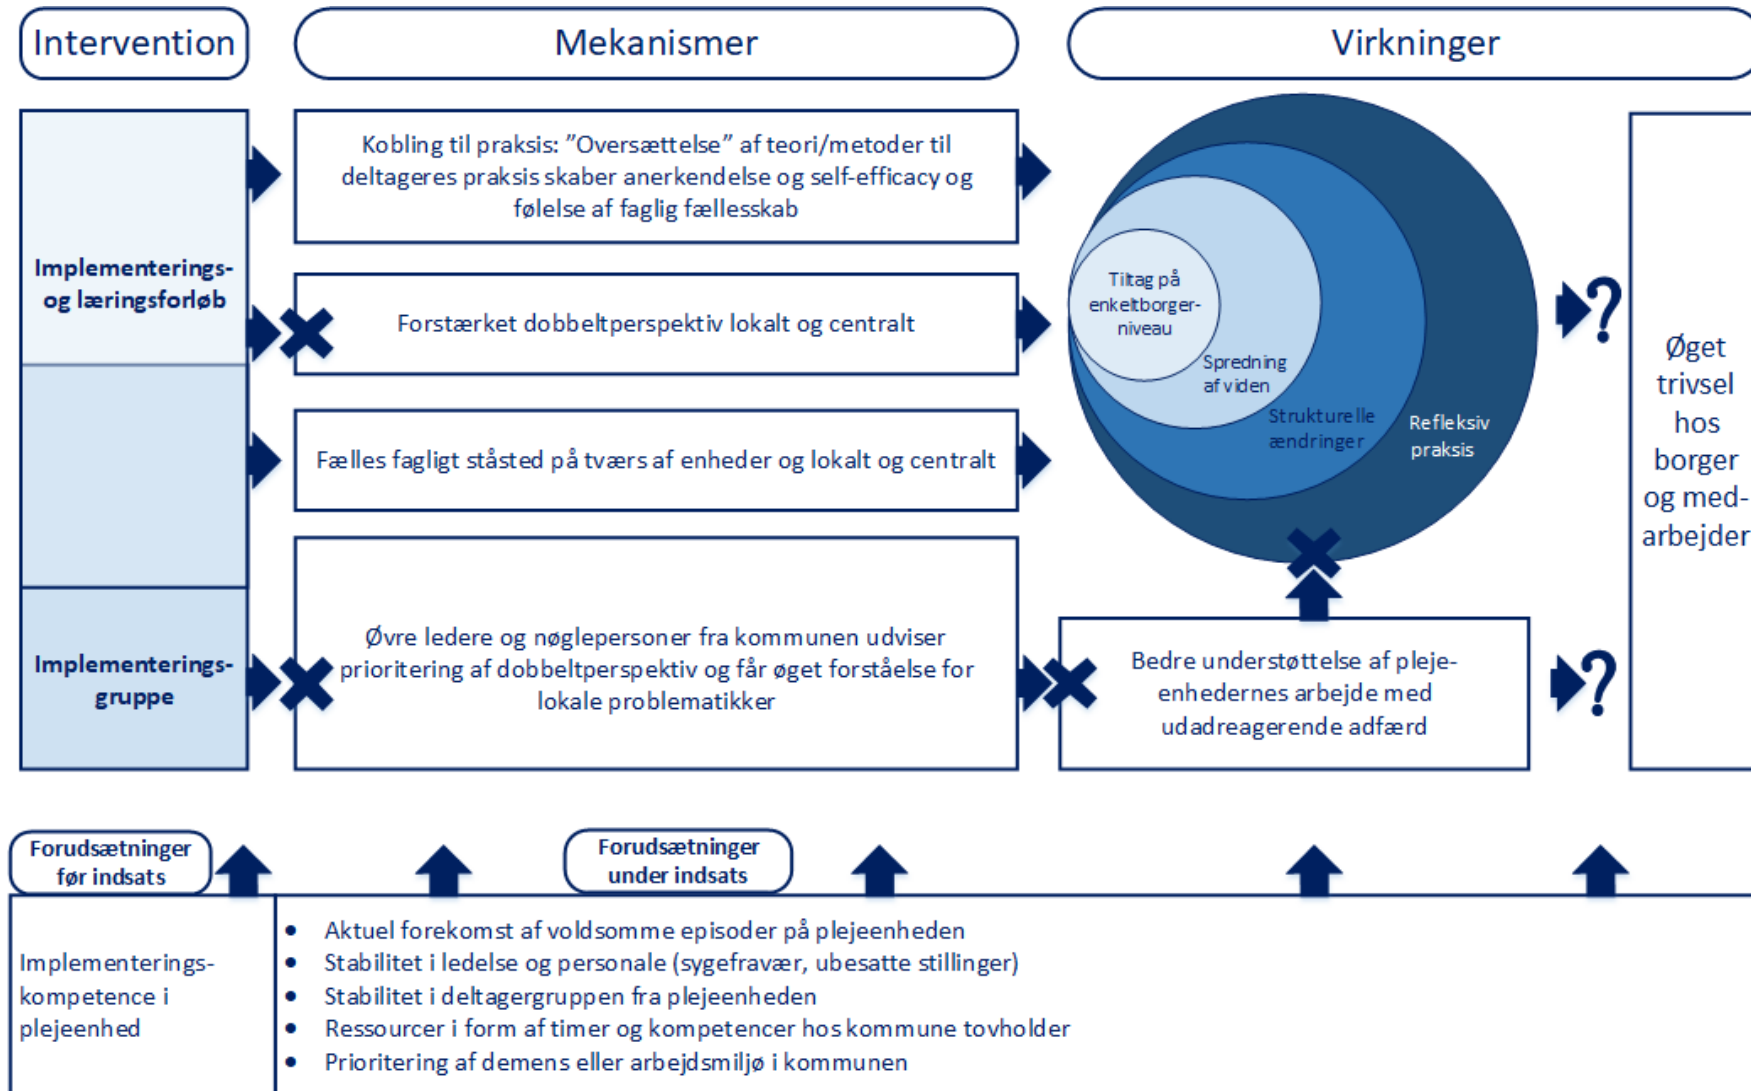 Intervention
Mekanismer
Virkninger
Implementerings-
og læringsforløb
Implementerings-
gruppe
Kobling til praksis: ”Oversættelse” af teori/metoder til
deltageres praksis skaber anerkendelse og self-efficacy og
følelse af faglig fællesskab
Forstærket dobbeltperspektiv lokalt og centralt
Fælles fagligt ståsted på tværs af enheder og lokalt og centralt
Øvre ledere og nøglepersoner fra kommunen udviser
prioritering af dobbeltperspektiv og får øget forståelse for
lokale problematikker
Tiltag på
enkeltborger-
niveau
Spredning
af viden
Strukturelle
ændringer
Refleksiv
praksis
?
Bedre understøttelse af pleje-
enhedernes arbejde med
udadreagerende adfærd
?
Øget
trivsel
hos
borger
og med-
arbejder
Forudsætninger
før indsats
Forudsætninger
under indsats
Implementerings-
kompetence i
plejeenhed
• Aktuel forekomst af voldsomme episoder på plejeenheden
• Stabilitet i ledelse og personale (sygefravær, ubesatte stillinger)
• Stabilitet i deltagergruppen fra plejeenheden
• Ressourcer i form af timer og kompetencer hos kommune tovholder
• Prioritering af demens eller arbejdsmiljø i kommunen